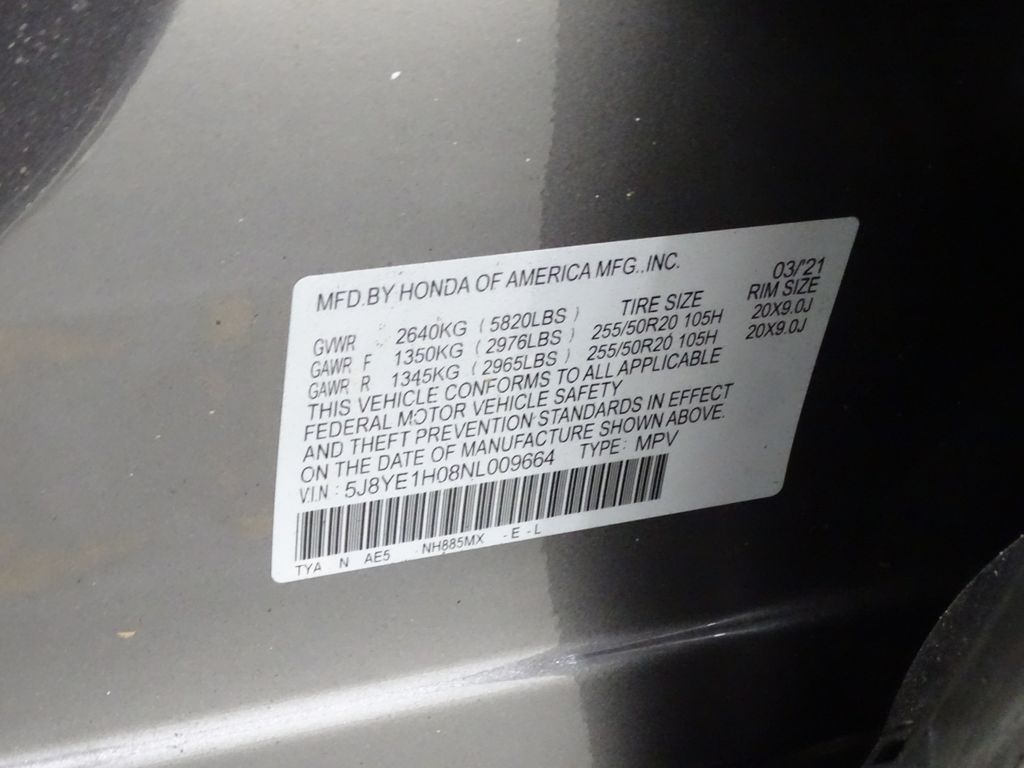 MFD.BY HONDA OF AMERICA MFG.,INC. 03/'21
TIRE SIZE RIM SIZE
GVWR 2640KG (5820LBS)
GAWR F 1350KG (2976LBS) 255/50R20 105H 20X9.0J
GAWR R 1345KG (2965LBS) 255/50R20 105H 20X9.0J
THIS VEHICLE CONFORMS TO ALL APPLICABLE
FEDERAL MOTOR VEHICLE SAFETY
AND THEFT PREVENTION STANDARDS IN EFFECT
ON THE DATE OF MANUFACTURE SHOWN ABOVE.
V.I.N : 5J8YE1H08NL009664 TYPE: MPV
TYA N AE5 NH885MX -E -L